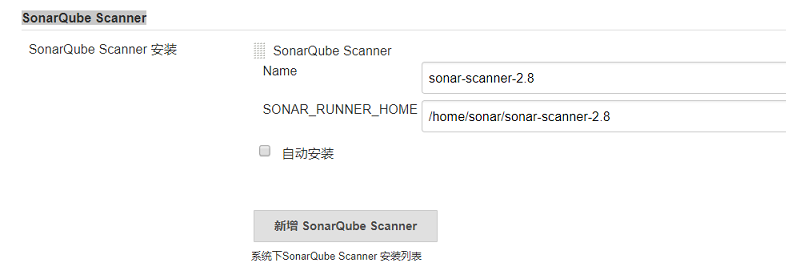 SonarQube Scanner
SonarQube Scanner 安装
SonarQube Scanner
Name
sonar-scanner-2.8
SONAR_RUNNER_HOME
/home/sonar/sonar-scanner-2.8
自动安装
新增 SonarQube Scanner
系统下SonarQube Scanner 安装列表